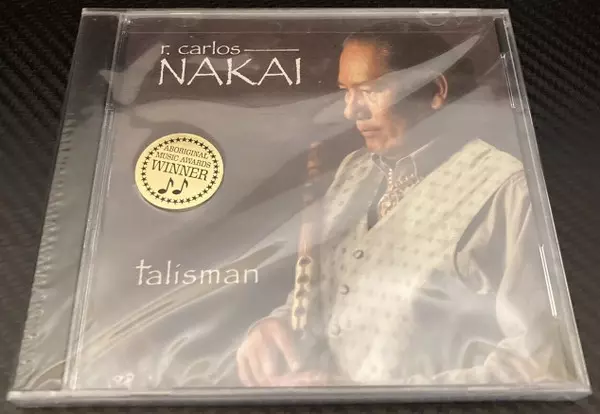 r. carlos
NAKAI
ABORIGINAL
MUSIC AWARDS
WINNER
talisman